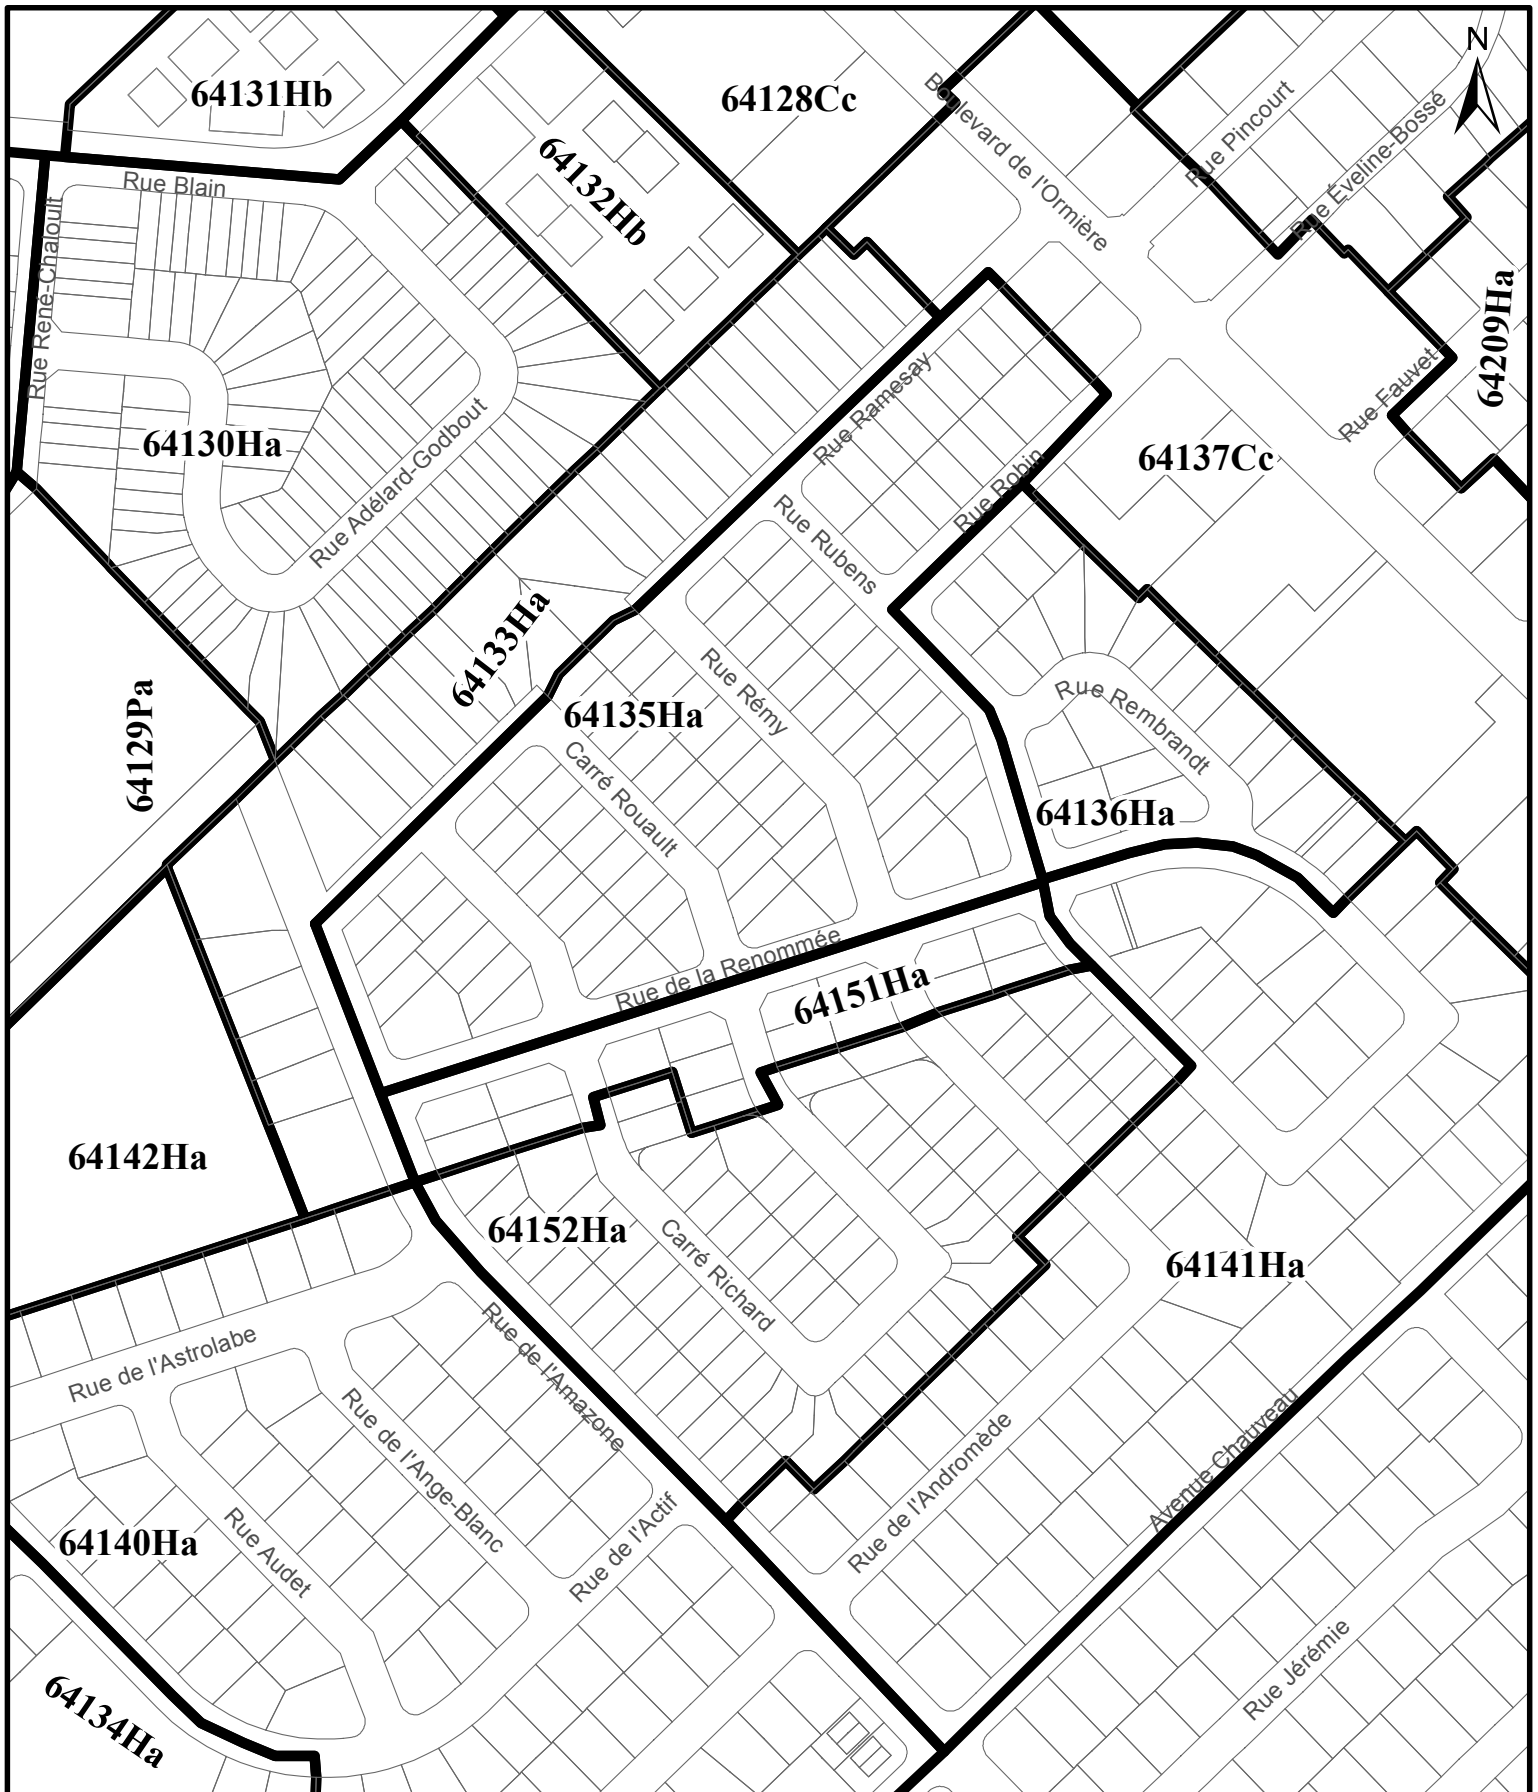 N
64131Hb
64128Cc
Boulevard de l'Ormière
Rue Pincourt
Rue Éveline-Bossé
64132Hb
Rue Blain
Rue René-Chaloult
64209Ha
Rue Fauvet
Rue Ramesay
64130Ha
64137Cc
Rue Adélard-Godbout
Rue Robin
Rue Rubens
64133Ha
64129Pa
64135Ha
Rue Rémy
Rue Rembrandt
Carré Rouault
64136Ha
Rue de la Renommée
64151Ha
64142Ha
64152Ha
Carré Richard
64141Ha
Rue de l'Astrolabe
Rue de l'Amazone
Rue de l'Ange-Blanc
Rue de l'Andromède
Avenue Chauveau
64140Ha
Rue Audet
Rue de l'Actif
Rue Jérémie
64134Ha